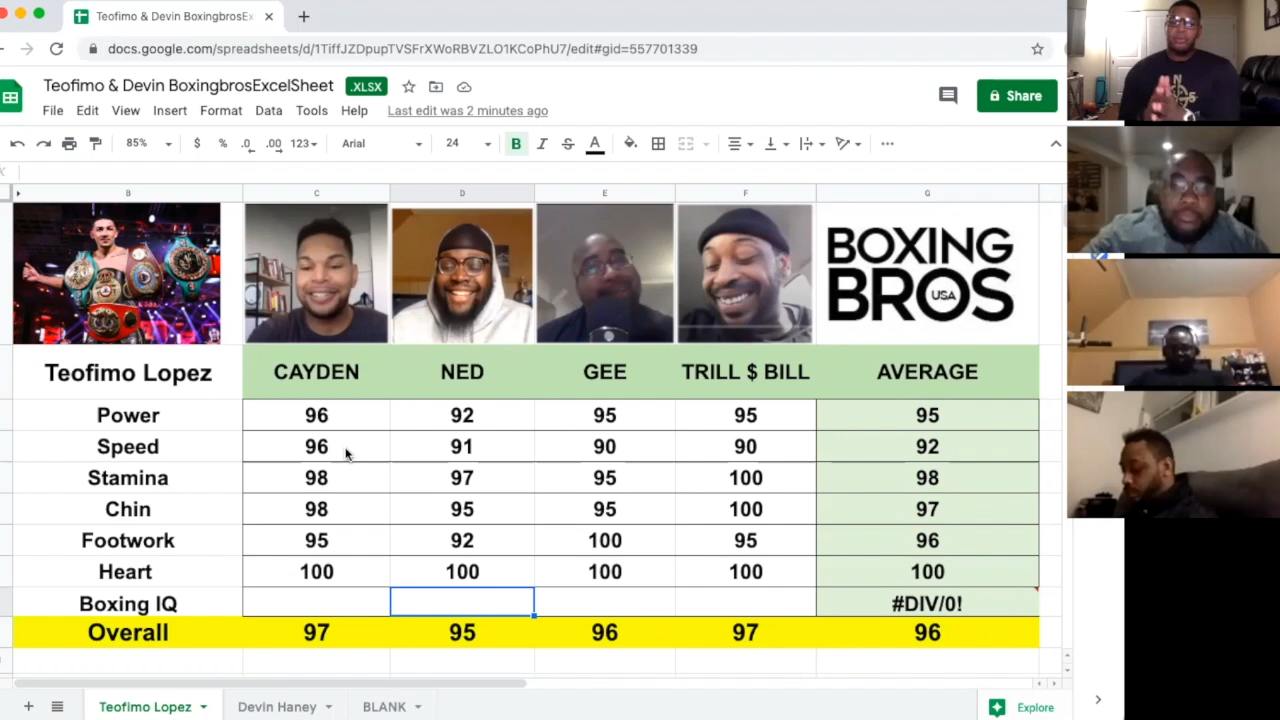 Teofimo & Devin BoxingbrosEx
docs.google.com/spreadsheets/d/1TiffJZDpupTVSFrXWoRBVZLO1KCoPhU7/edit#gid=557701339
Teofimo & Devin BoxingbrosExcelSheet .XLSX
File Edit View Insert Format Data Tools Help Last edit was 2 minutes ago
Share
85% $ % .0 .00 123 Arial 24 B I S A
B C D E F G
BOXING
BROS
USA
Teofimo Lopez CAYDEN NED GEE TRILL $ BILL AVERAGE
Power 96 92 95 95 95
Speed 96 91 90 90 92
Stamina 98 97 95 100 98
Chin 98 95 95 100 97
Footwork 95 92 100 95 96
Heart 100 100 100 100 100
Boxing IQ #DIV/0!
Overall 97 95 96 97 96
Teofimo Lopez Devin Haney BLANK Explore